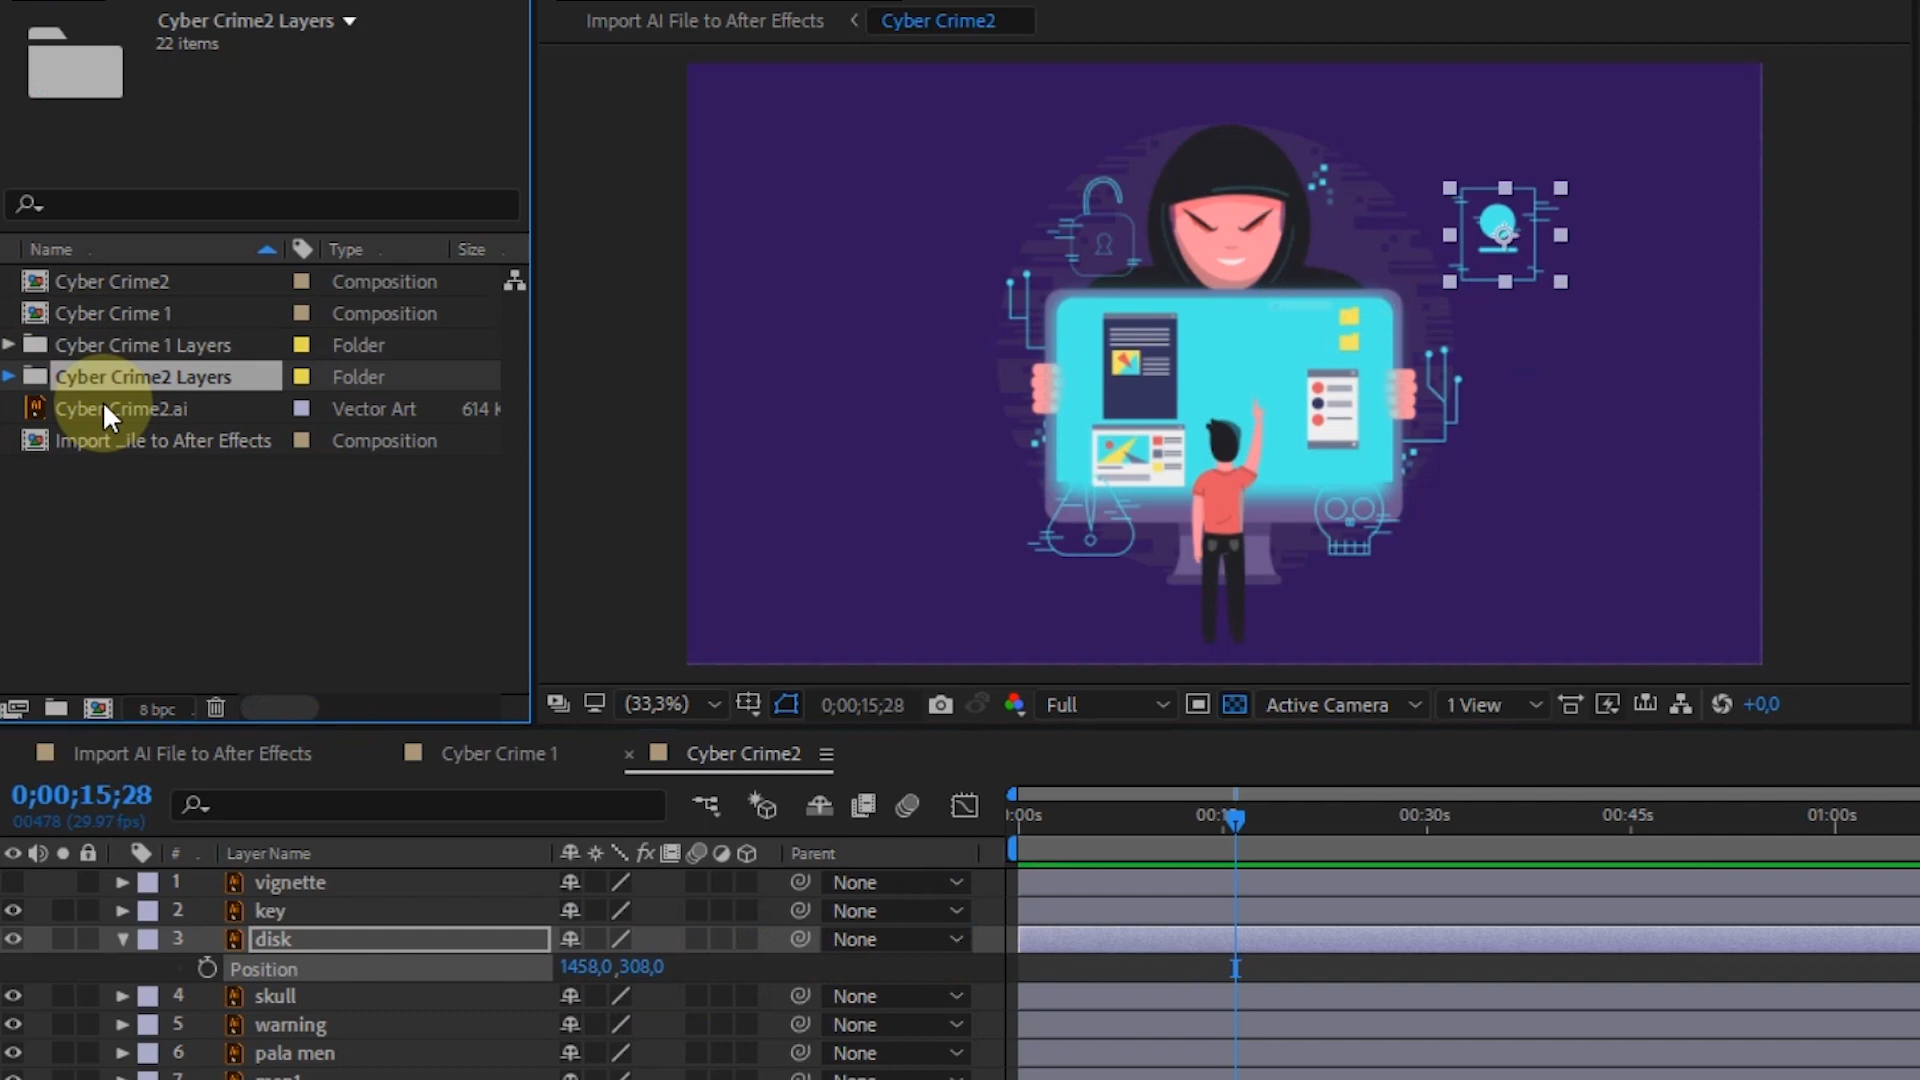 Cyber Crime2 Layers
22 items
Import AI File to After Effects
Cyber Crime2
Name
Type
Size
Cyber Crime2
Composition
Cyber Crime 1
Composition
Cyber Crime 1 Layers
Folder
Cyber Crime2 Layers
Folder
Cyber Crime2.ai
Vector Art
614 K
Import ...ile to After Effects
Composition
8 bpc
(33,3%)
0;00;15;28
Full
Active Camera
1 View
+0,0
Import AI File to After Effects
Cyber Crime 1
× Cyber Crime2
0;00;15;28
00478 (29.97 fps)
:00s
00:1
00:30s
00:45s
01:00s
#
Layer Name
fx
Parent
1
vignette
None
2
key
None
3
disk
None
Position
1458,0,308,0
4
skull
None
5
warning
None
6
pala men
None